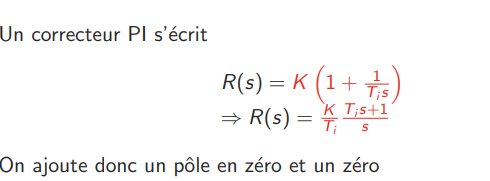 Un correcteur PI s'écrit
R(s) = K (1 + 1/(T_i s))
⇒ R(s) = K/T_i (T_i s+1)/s
On ajoute donc un pôle en zéro et un zéro